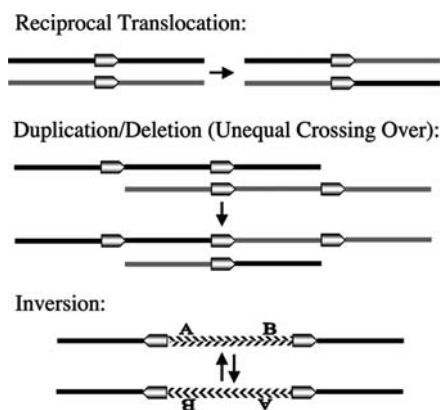 Reciprocal Translocation:
Duplication/Deletion (Unequal Crossing Over):
Inversion:
A B
B A